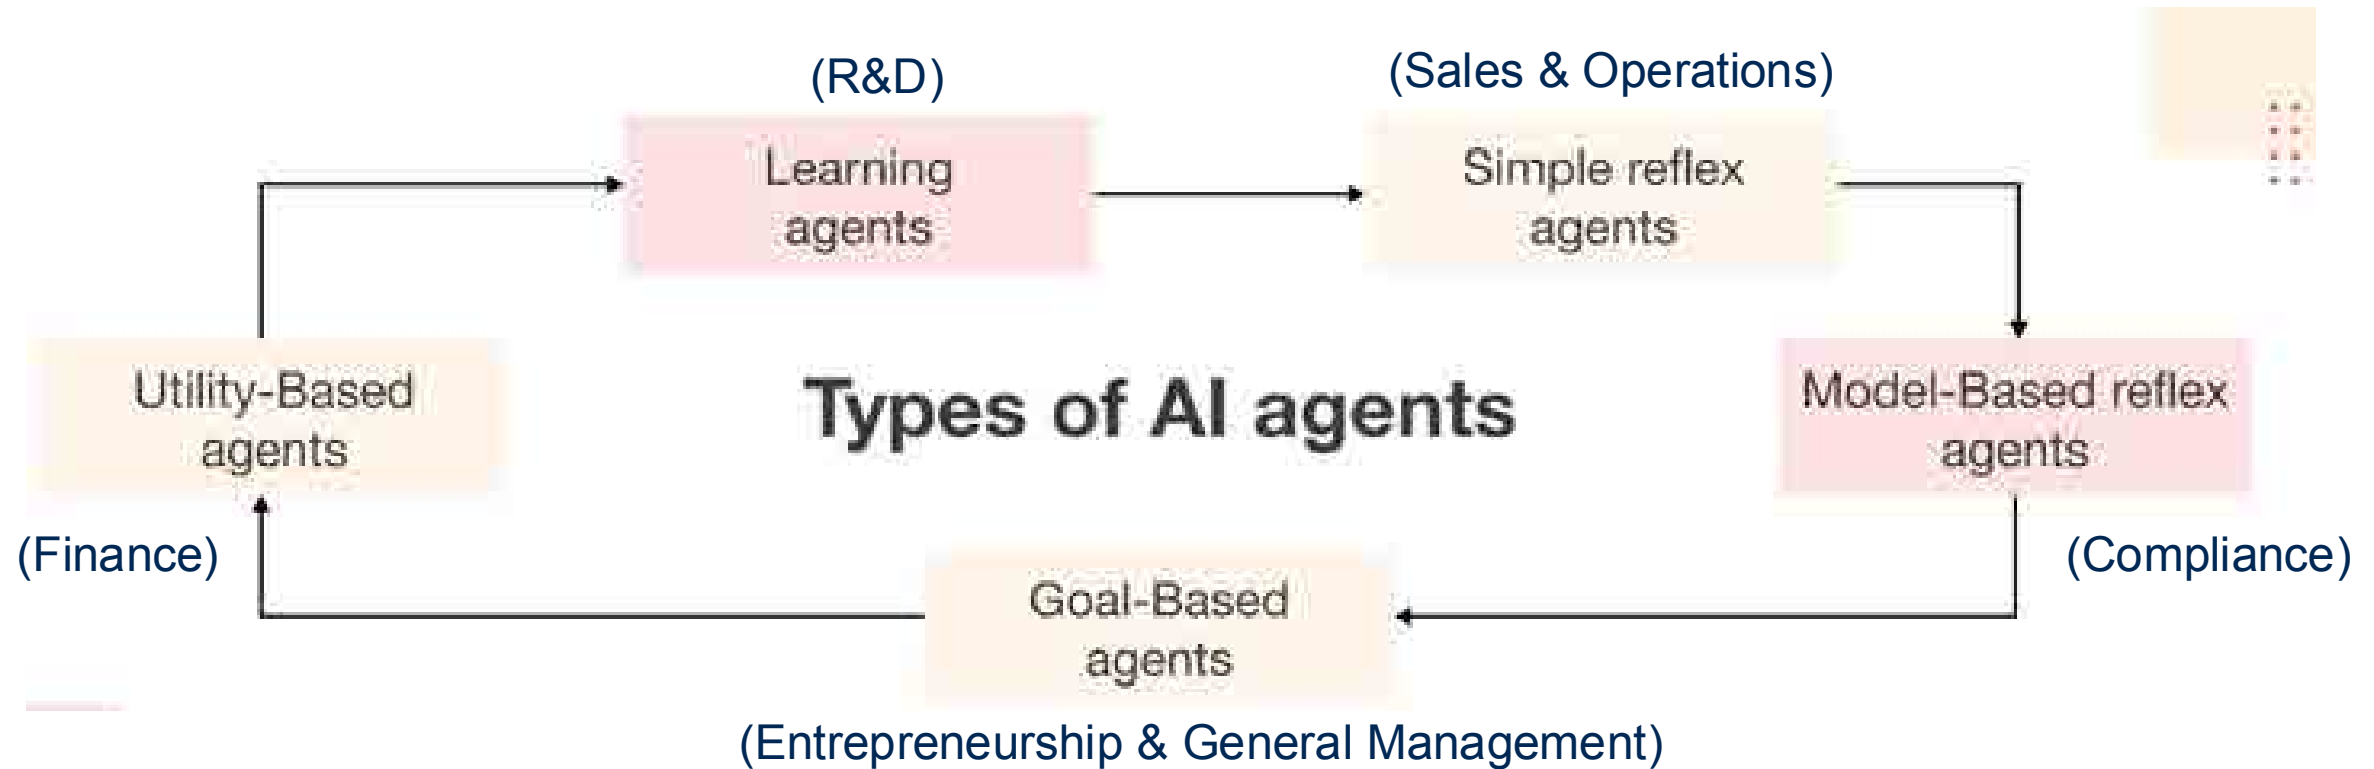 (R&D)
(Sales & Operations)
Learning
agents
Simple reflex
agents
Utility-Based
agents
Types of AI agents
Model-Based reflex
agents
(Finance)
(Compliance)
Goal-Based
agents
(Entrepreneurship & General Management)